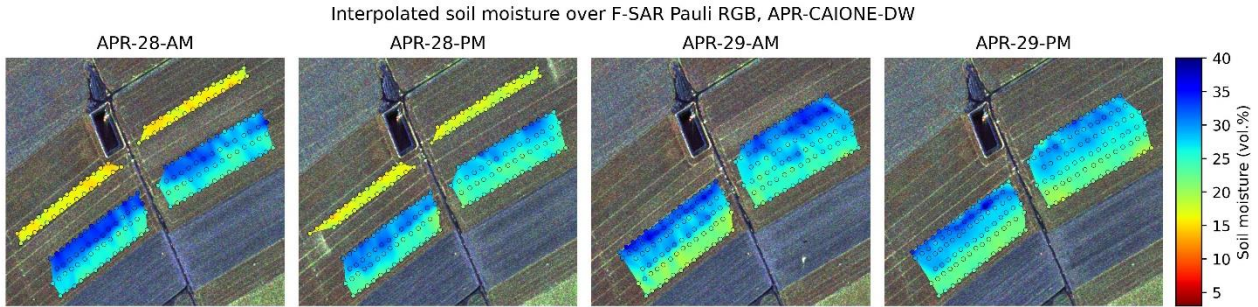 Interpolated soil moisture over F-SAR Pauli RGB, APR-CAIONE-DW
APR-28-AM
APR-28-PM
APR-29-AM
APR-29-PM
40
35
30
25
20
15
10
5
Soil moisture (vol.%)